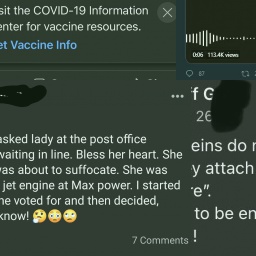 sit the COVID-19 Information
enter for vaccine resources.
et Vaccine Info
0:06 113.4K views
f G
26
asked lady at the post office
waiting in line. Bless her heart. She
was about to suffocate. She was
jet engine at Max power. I started
he voted for and then decided,
know!
7 Comments
eins do n
y attach
re”.
to be en
!